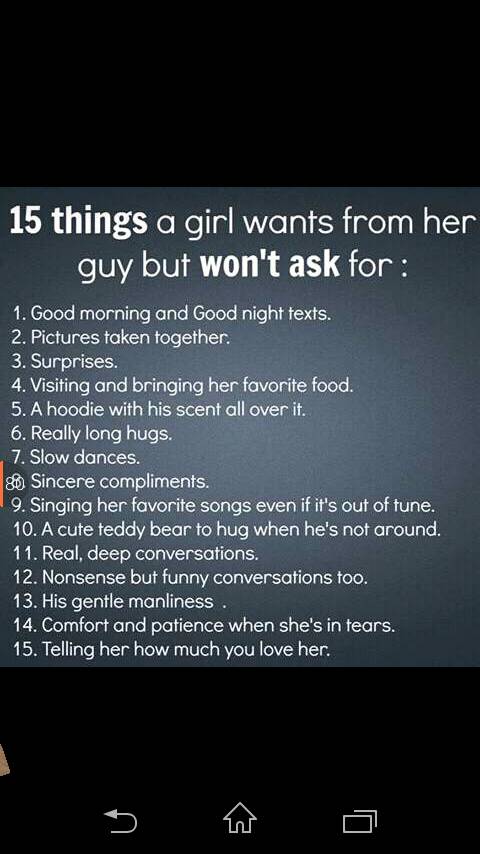 15 things a girl wants from her
guy but won't ask for :
1. Good morning and Good night texts.
2. Pictures taken together.
3. Surprises.
4. Visiting and bringing her favorite food.
5. A hoodie with his scent all over it.
6. Really long hugs.
7. Slow dances.
80
8. Sincere compliments.
9. Singing her favorite songs even if it's out of tune.
10. A cute teddy bear to hug when he's not around.
11. Real, deep conversations.
12. Nonsense but funny conversations too.
13. His gentle manliness .
14. Comfort and patience when she's in tears.
15. Telling her how much you love her.